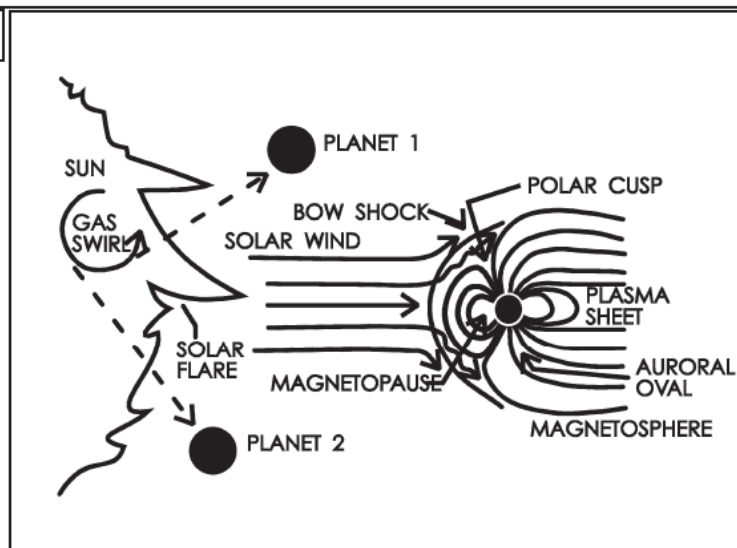 PLANET 1
SUN
POLAR CUSP
BOW SHOCK
GAS
SWIRL
SOLAR WIND
PLASMA
SHEET
SOLAR
FLARE
AURORAL
OVAL
MAGNETOPAUSE
MAGNETOSPHERE
PLANET 2